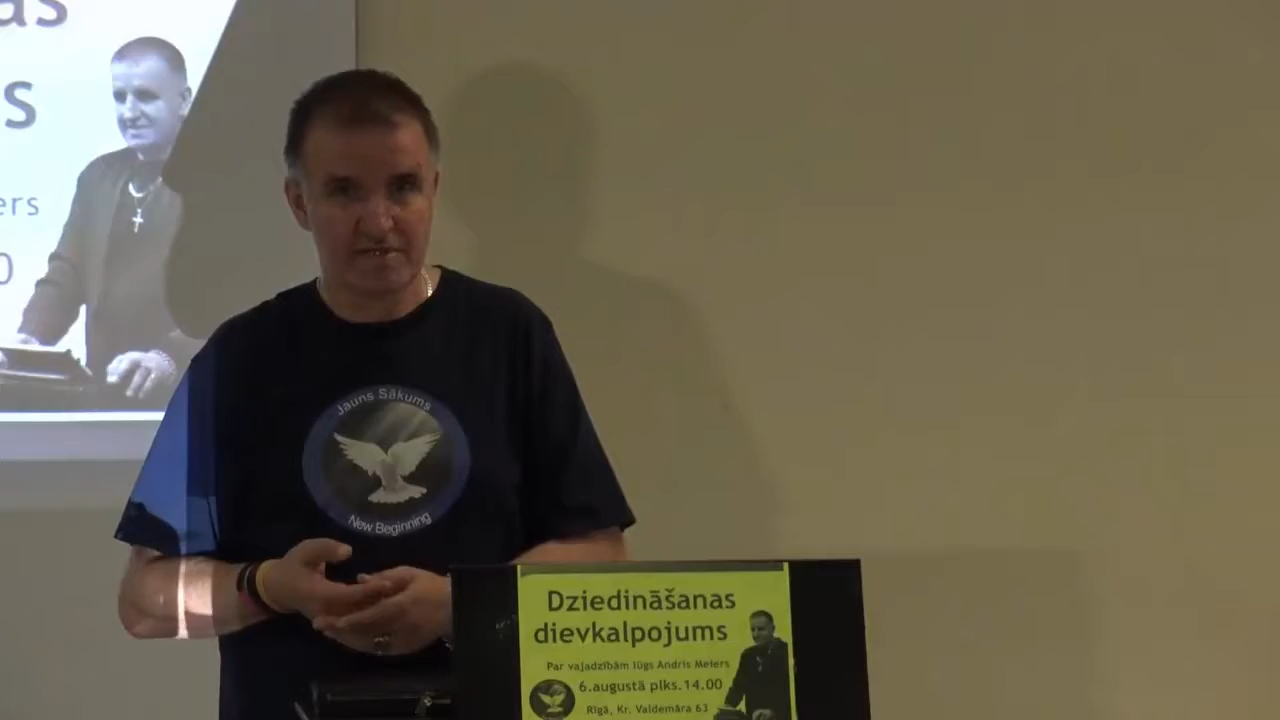 as
s
ers
0
Jauns Sākums
New Beginning
Dziedināšanas
dievkalpojums
Par vajadzībām lūgs Andris Meiers
6.augustā plks.14.00
Rīgā, Kr. Valdemāra 63